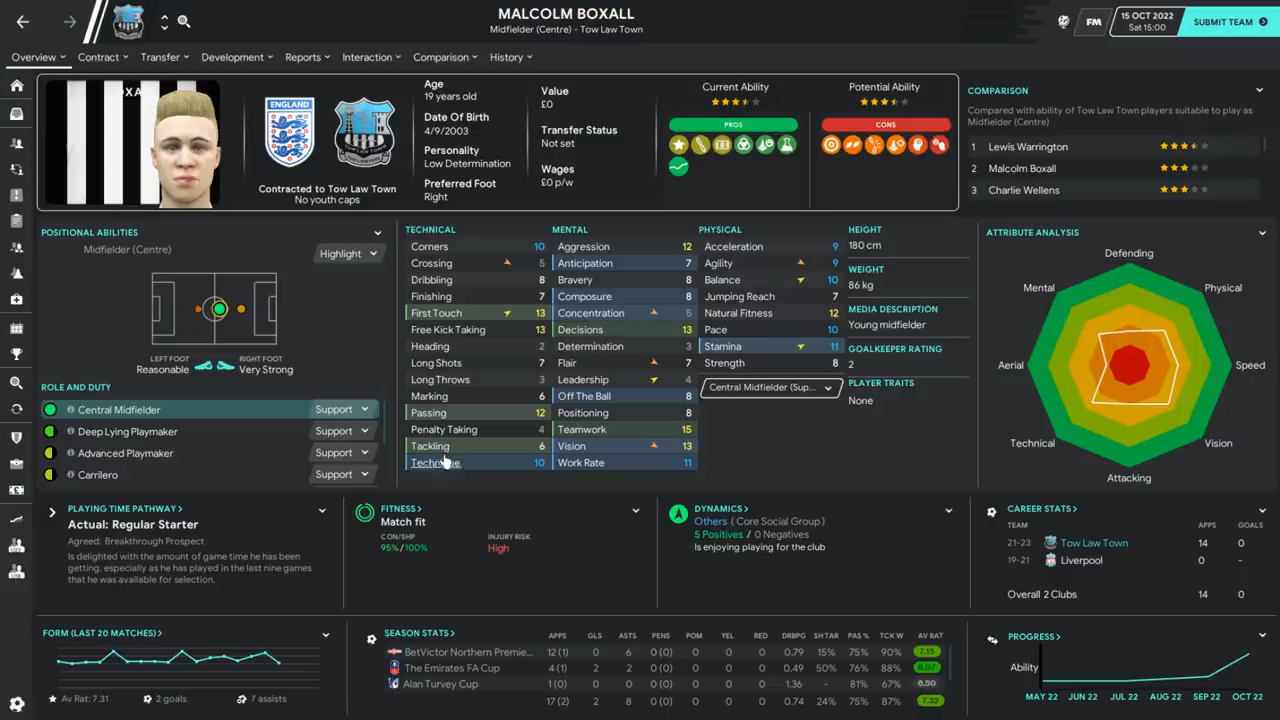 MALCOLM BOXALL
Midfielder (Centre) - Tow Law Town
FM
15 OCT 2022
Sat 15:00
SUBMIT TEAM
Overview
Contract
Transfer
Development
Reports
Interaction
Comparison
History
OXA
ENGLAND
Contracted to Tow Law Town
No youth caps
Age
19 years old
Date Of Birth
4/9/2003
Personality
Low Determination
Preferred Foot
Right
Value
£0
Transfer Status
Not set
Wages
£0 p/w
Current Ability
PROS
Potential Ability
CONS
COMPARISON
Compared with ability of Tow Law Town players suitable to play as
Midfielder (Centre)
1 Lewis Warrington
2 Malcolm Boxall
3 Charlie Wellens
POSITIONAL ABILITIES
Midfielder (Centre)
Highlight
LEFT FOOT
Reasonable
RIGHT FOOT
Very Strong
ROLE AND DUTY
Central Midfielder Support
Deep Lying Playmaker Support
Advanced Playmaker Support
Carrilero Support
TECHNICAL
Corners 10
Crossing 5
Dribbling 8
Finishing 7
First Touch 13
Free Kick Taking 13
Heading 2
Long Shots 7
Long Throws 3
Marking 6
Passing 12
Penalty Taking 4
Tackling 6
Technique 10
MENTAL
Aggression 12
Anticipation 7
Bravery 8
Composure 8
Concentration 5
Decisions 13
Determination 3
Flair 7
Leadership 4
Off The Ball 8
Positioning 8
Teamwork 15
Vision 13
Work Rate 11
PHYSICAL
Acceleration 9
Agility 9
Balance 10
Jumping Reach 7
Natural Fitness 12
Pace 10
Stamina 11
Strength 8
Central Midfielder (Sup...
HEIGHT
180 cm
WEIGHT
86 kg
MEDIA DESCRIPTION
Young midfielder
GOALKEEPER RATING
2
PLAYER TRAITS
None
ATTRIBUTE ANALYSIS
Defending
Physical
Speed
Vision
Attacking
Technical
Aerial
Mental
PLAYING TIME PATHWAY
Actual: Regular Starter
Agreed: Breakthrough Prospect
Is delighted with the amount of game time he has been
getting, especially as he has played in the last nine games
that he was available for selection.
FITNESS
Match fit
CON/SHP
95%/100%
INJURY RISK
High
DYNAMICS
Others ( Core Social Group )
5 Positives / 0 Negatives
Is enjoying playing for the club
CAREER STATS
TEAM APPS GOALS
21-23 Tow Law Town 14 0
19-21 Liverpool 0 -
Overall 2 Clubs 14 0
FORM (LAST 20 MATCHES)
Av Rat: 7.31
2 goals
7 assists
SEASON STATS
APPS GLS ASTS PENS POM YEL RED DRBPG SH TAR PAS % TCK W AV RAT
BetVictor Northern Premie... 12 (1) 0 6 0 (0) 0 0 0 0.79 15% 75% 90% 7.15
The Emirates FA Cup 4 (1) 2 2 0 (0) 0 0 0 0.49 50% 76% 88% 8.07
Alan Turvey Cup 1 (0) 0 0 0 (0) 0 0 0 1.36 - 81% 67% 6.50
17 (2) 2 8 0 (0) 0 0 0 0.74 24% 75% 87% 7.32
PROGRESS
Ability
MAY 22 JUN 22 JUL 22 AUG 22 SEP 22 OCT 22